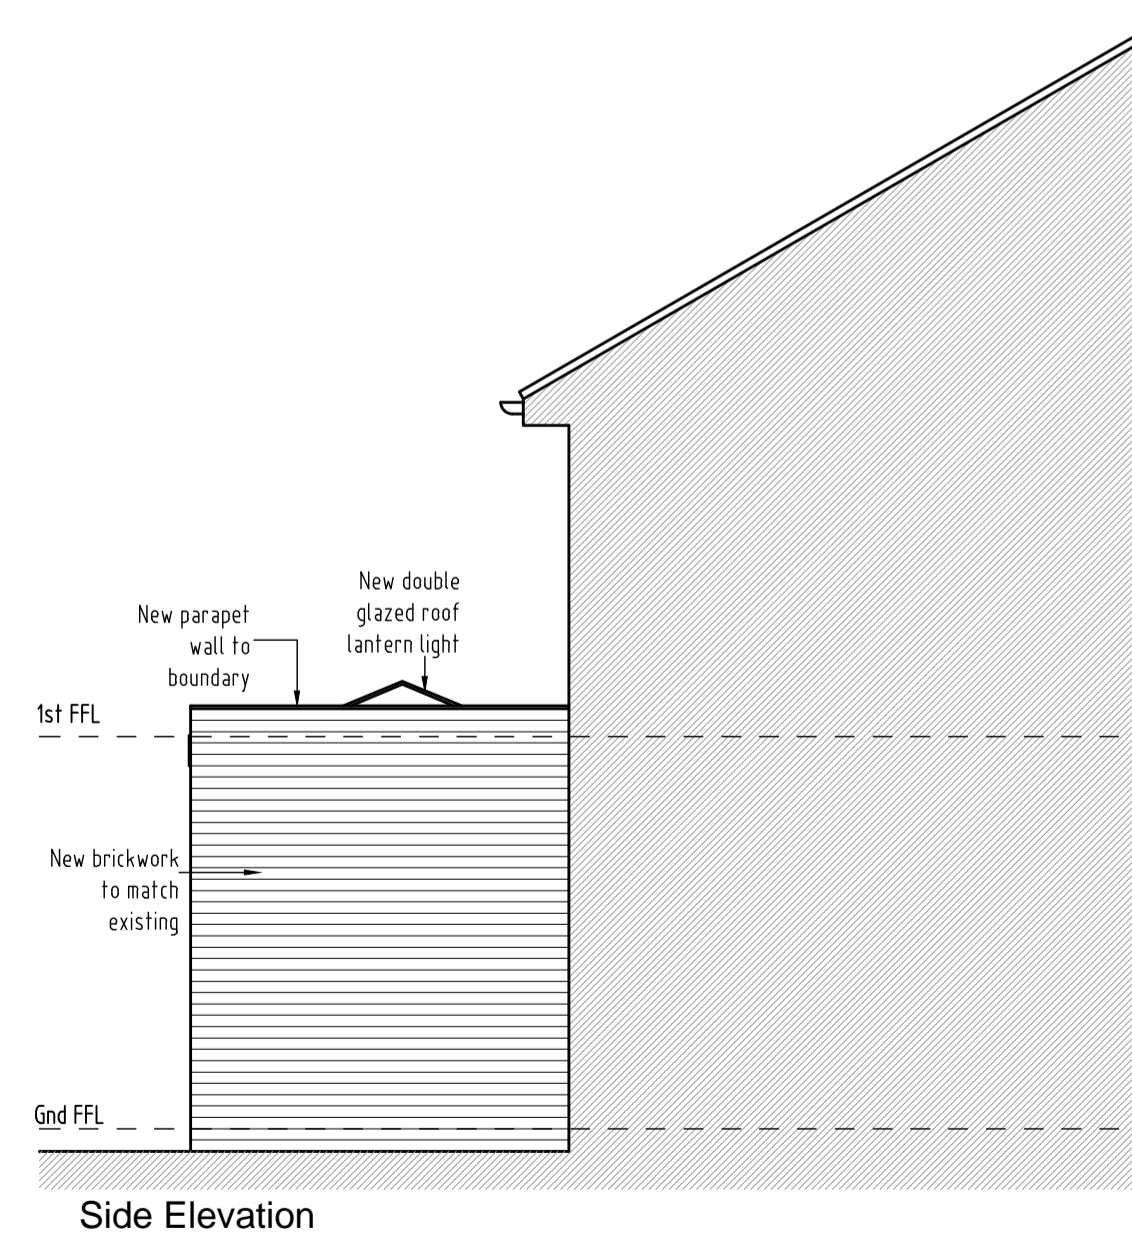 New double
glazed roof
lantern light
New parapet
wall to
boundary
1st FFL
New brickwork
to match
existing
Gnd FFL
Side Elevation